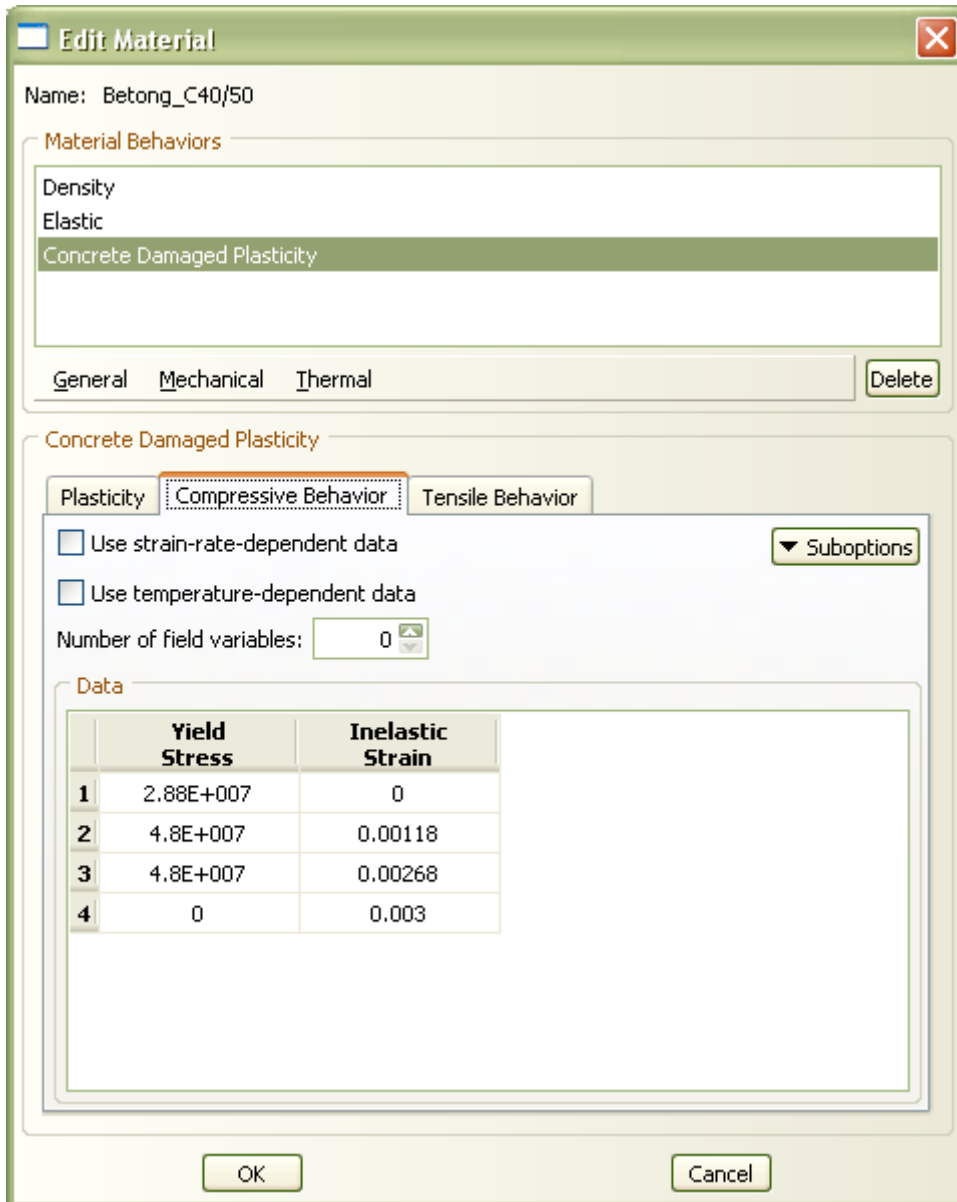 Edit Material
Name: Betong_C40/50
Material Behaviors
Density
Elastic
Concrete Damaged Plasticity
General Mechanical Thermal Delete
Concrete Damaged Plasticity
Plasticity Compressive Behavior Tensile Behavior
Use strain-rate-dependent data Suboptions
Use temperature-dependent data
Number of field variables: 0
Data
Yield Stress Inelastic Strain
1 2.88E+007 0
2 4.8E+007 0.00118
3 4.8E+007 0.00268
4 0 0.003
OK Cancel